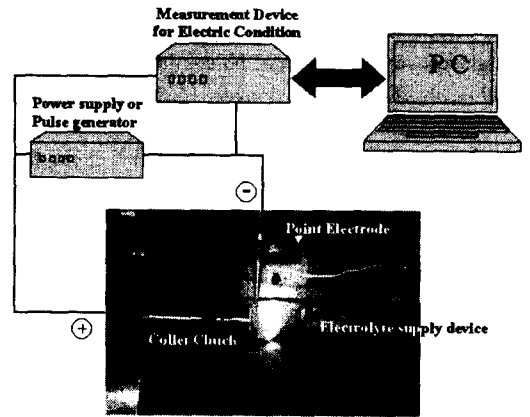 Measurement Device
for Electric Condition
PC
Power supply or
Pulse generator
−
Point Electrode
+
Collet Chuck
Electrolyte supply device